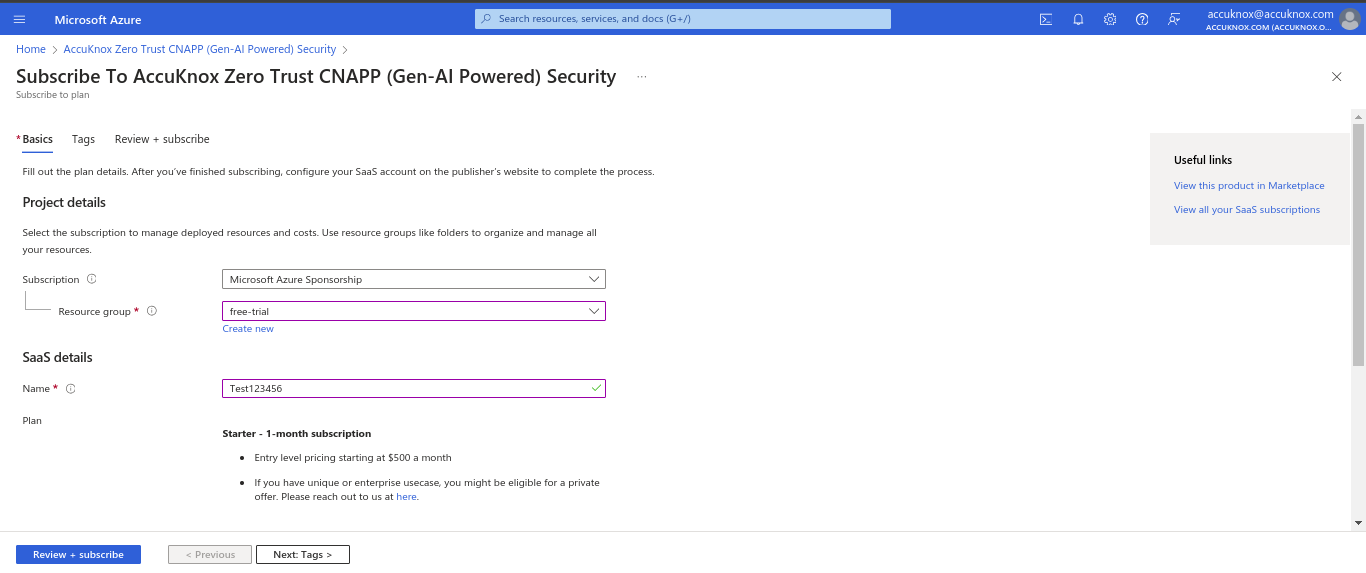 Microsoft Azure
Search resources, services, and docs (G+/)
accuknox@accuknox.com
ACCUKNOX.COM (ACCUKNOX.O...
Home > AccuKnox Zero Trust CNAPP (Gen-AI Powered) Security >
Subscribe To AccuKnox Zero Trust CNAPP (Gen-AI Powered) Security ...
Subscribe to plan
* Basics Tags Review + subscribe
Fill out the plan details. After you've finished subscribing, configure your SaaS account on the publisher's website to complete the process.
Project details
Select the subscription to manage deployed resources and costs. Use resource groups like folders to organize and manage all
your resources.
Subscription
Microsoft Azure Sponsorship
Resource group *
free-trial
Create new
SaaS details
Name *
Test123456
Plan
Starter - 1-month subscription
• Entry level pricing starting at $500 a month
• If you have unique or enterprise usecase, you might be eligible for a private
offer. Please reach out to us at here.
Useful links
View this product in Marketplace
View all your SaaS subscriptions
Review + subscribe
< Previous
Next: Tags >